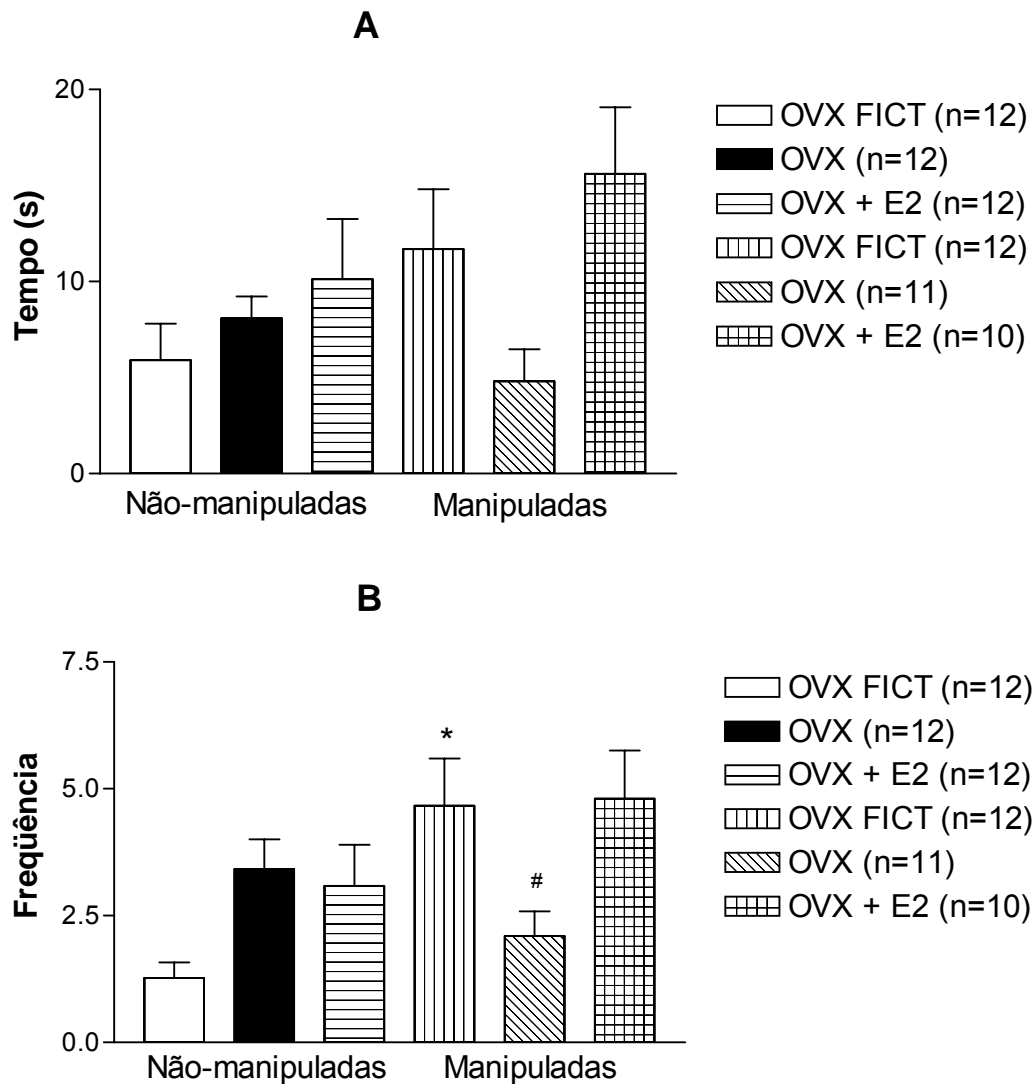 A
Tempo (s)
20
10
0
Não-manipuladas
Manipuladas
OVX FICT (n=12)
OVX (n=12)
OVX + E2 (n=12)
OVX FICT (n=12)
OVX (n=11)
OVX + E2 (n=10)
B
Freqüência
7.5
5.0
2.5
0.0
*
#
Não-manipuladas
Manipuladas
OVX FICT (n=12)
OVX (n=12)
OVX + E2 (n=12)
OVX FICT (n=12)
OVX (n=11)
OVX + E2 (n=10)